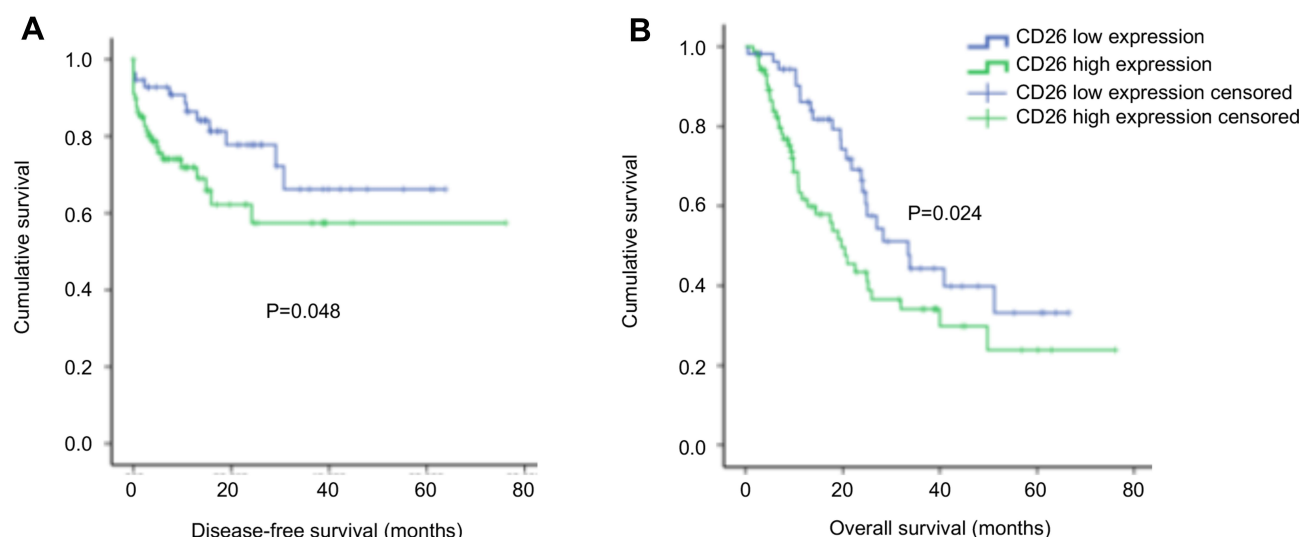 A
Cumulative survival
1.0
0.8
0.6
0.4
0.2
0.0
P=0.048
0 20 40 60 80
Disease-free survival (months)
B
Cumulative survival
1.0
0.8
0.6
0.4
0.2
0.0
CD26 low expression
CD26 high expression
CD26 low expression censored
CD26 high expression censored
P=0.024
0 20 40 60 80
Overall survival (months)